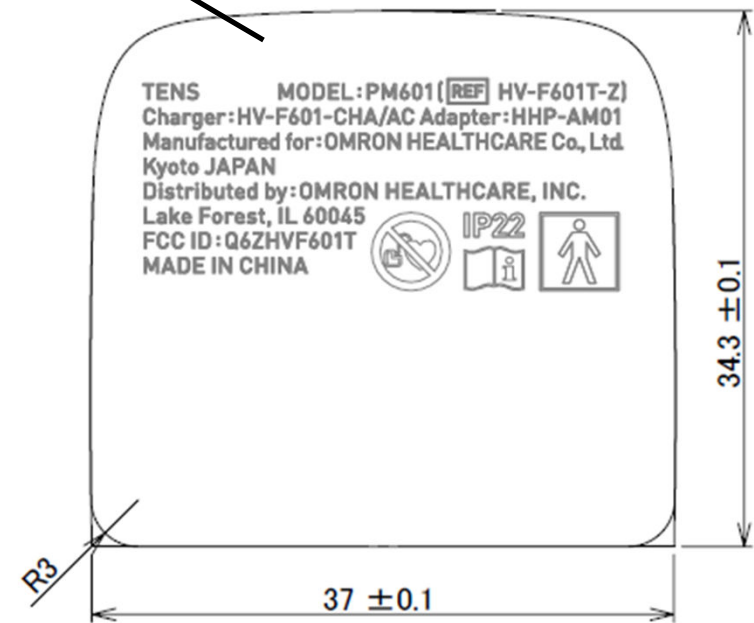 TENS MODEL:PM601(REF HV-F601T-Z)
Charger:HV-F601-CHA/AC Adapter:HHP-AM01
Manufactured for:OMRON HEALTHCARE Co., Ltd.
Kyoto JAPAN
Distributed by:OMRON HEALTHCARE, INC.
Lake Forest, IL 60045
FCC ID:Q6ZHVF601T
MADE IN CHINA
IP22
i
34.3 ±0.1
R3
37 ±0.1